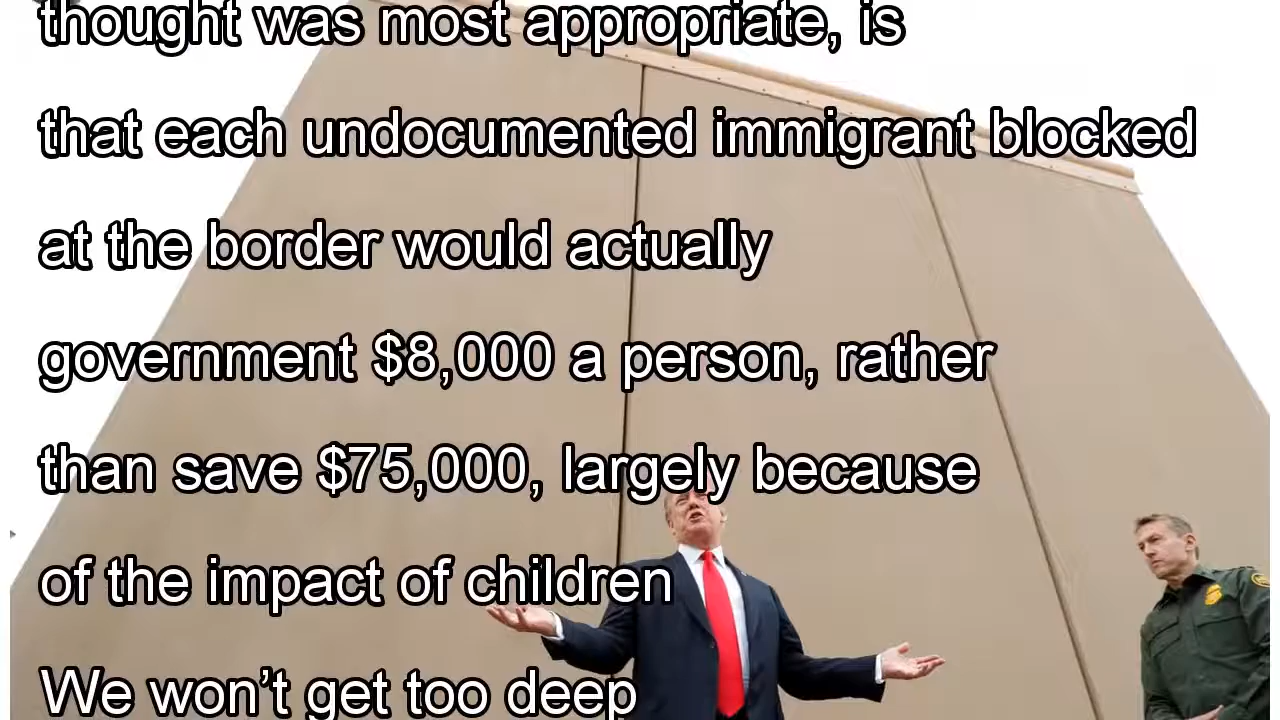 thought was most appropriate, is
that each undocumented immigrant blocked
at the border would actually
government $8,000 a person, rather
than save $75,000, largely because
of the impact of children
We won't get too deep